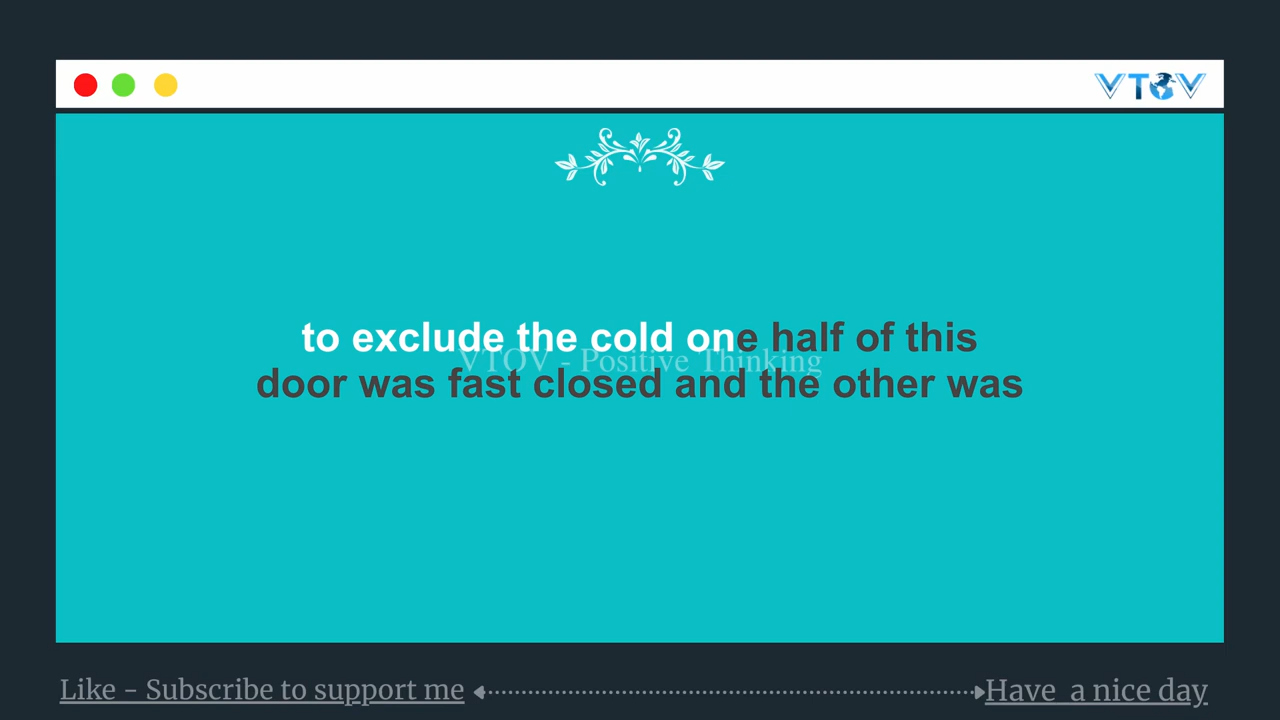 VTOV
to exclude the cold one half of this
VTOV - Positive Thinking
door was fast closed and the other was
Like - Subscribe to support me
Have a nice day